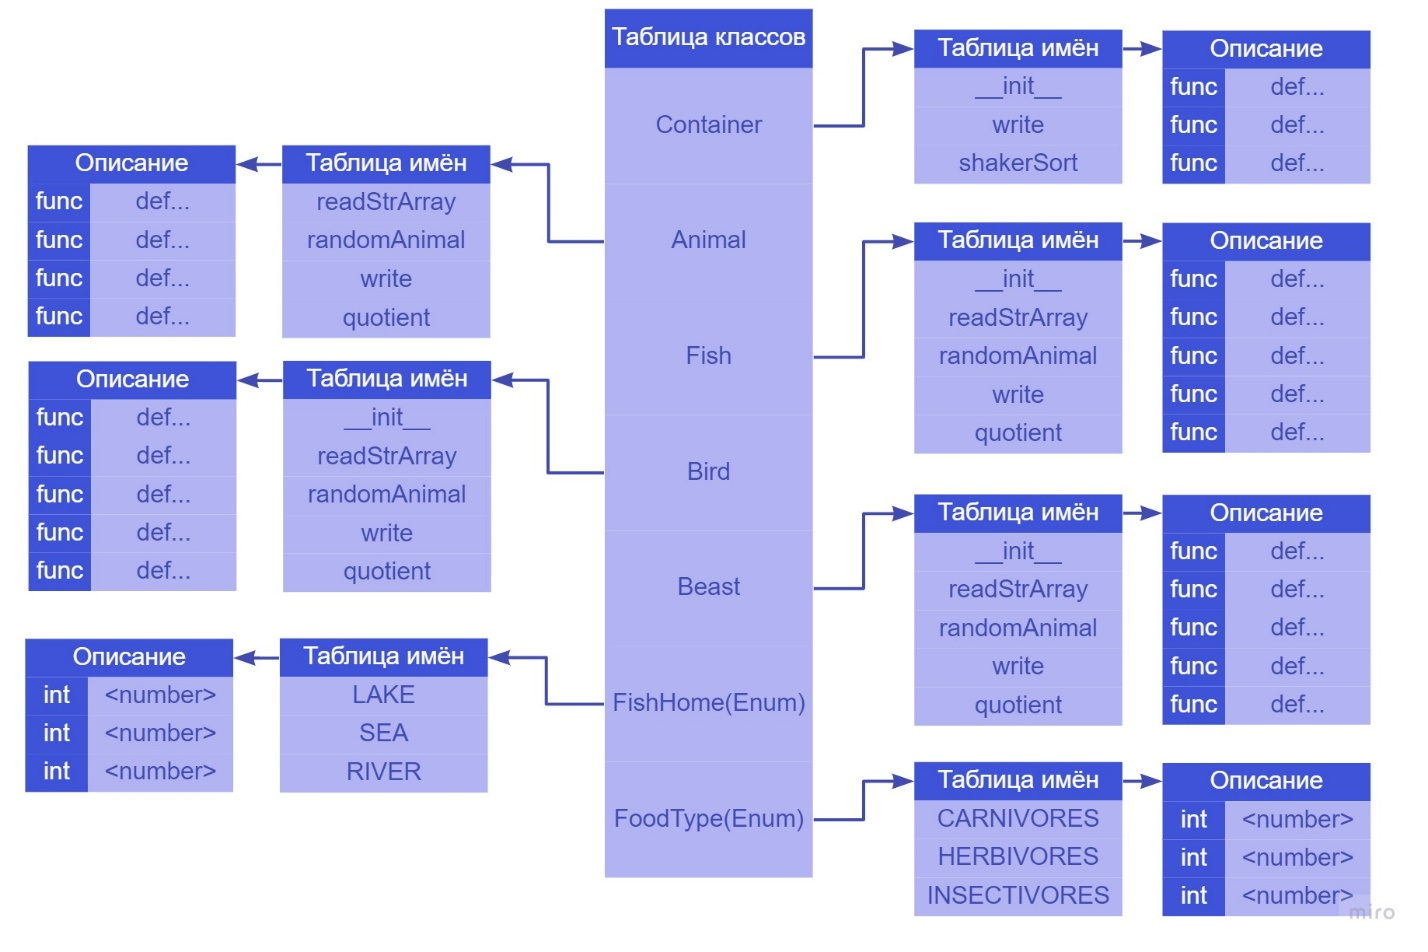 Таблица классов
Container
Animal
Fish
Bird
Beast
FishHome(Enum)
FoodType(Enum)
Таблица имён Описание
__init__ func def...
write func def...
shakerSort func def...
Описание Таблица имён
func def... readStrArray
func def... randomAnimal
func def... write
func def... quotient
Таблица имён Описание
__init__ func def...
readStrArray func def...
randomAnimal func def...
write func def...
quotient func def...
Описание Таблица имён
func def... __init__
func def... readStrArray
func def... randomAnimal
func def... write
func def... quotient
Таблица имён Описание
__init__ func def...
readStrArray func def...
randomAnimal func def...
write func def...
quotient func def...
Описание Таблица имён
int <number> LAKE
int <number> SEA
int <number> RIVER
Таблица имён Описание
CARNIVORES int <number>
HERBIVORES int <number>
INSECTIVORES int <number>
miro